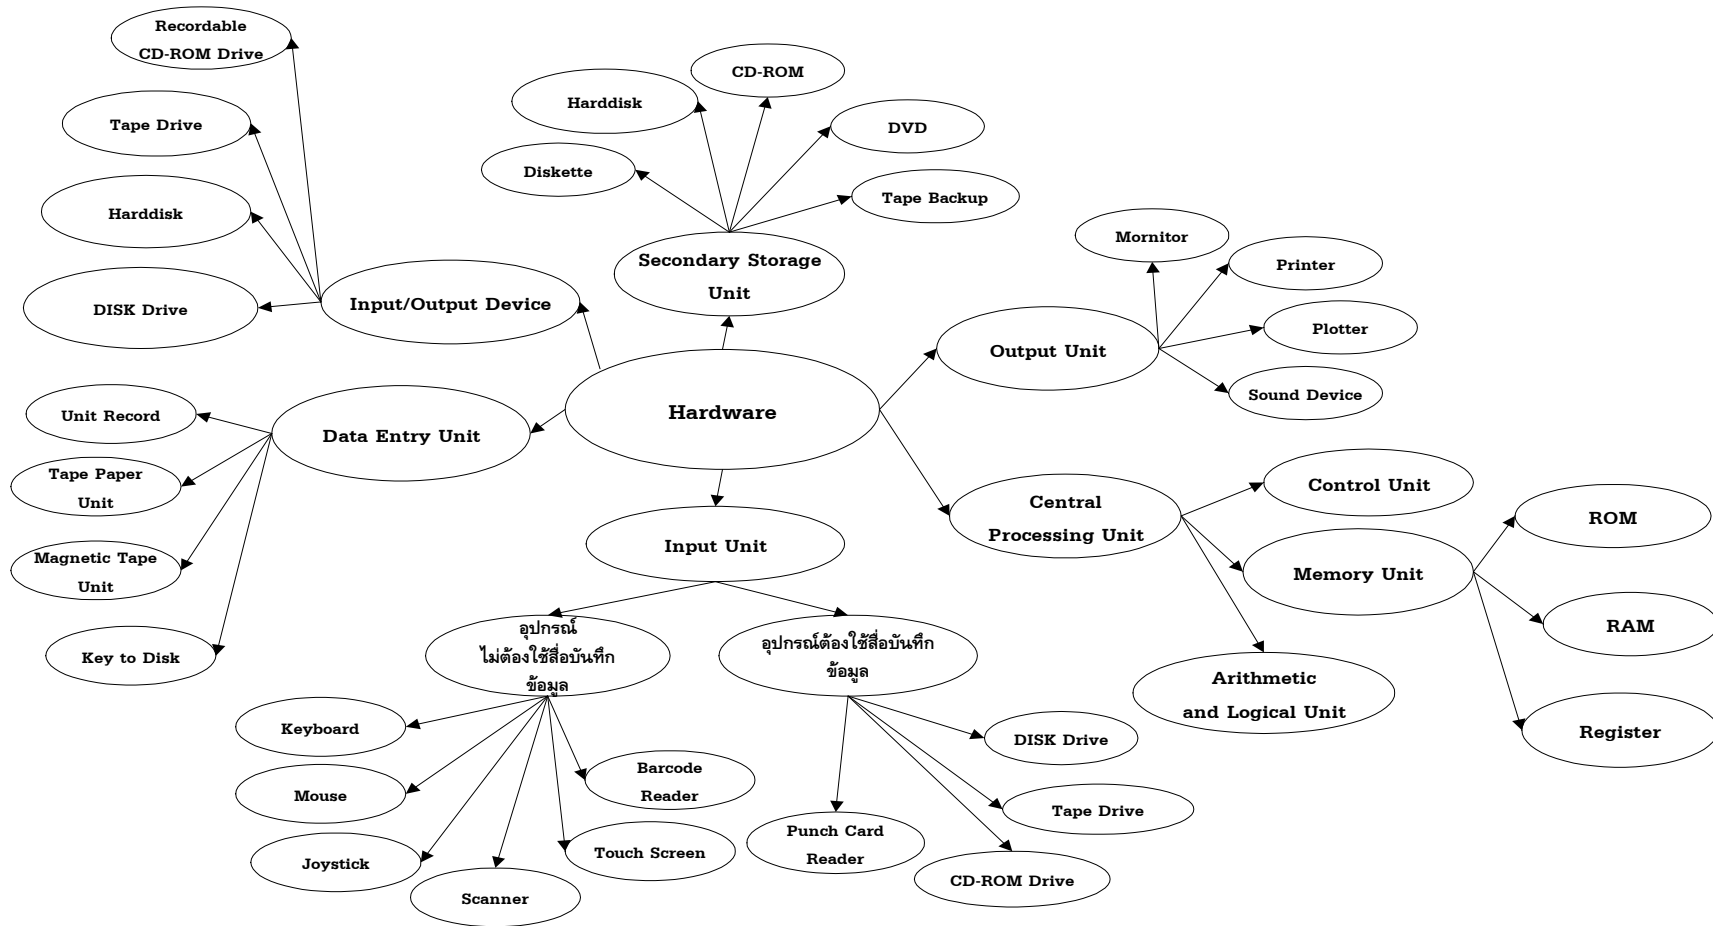 Recordable
CD-ROM Drive
Tape Drive
Harddisk
DISK Drive
Input/Output Device
CD-ROM
Harddisk
DVD
Diskette
Tape Backup
Secondary Storage
Unit
Mornitor
Printer
Plotter
Sound Device
Output Unit
Hardware
Unit Record
Tape Paper
Unit
Magnetic Tape
Unit
Key to Disk
Data Entry Unit
Central
Processing Unit
Control Unit
Memory Unit
Arithmetic
and Logical Unit
ROM
RAM
Register
Input Unit
อุปกรณ์
ไม่ต้องใช้สื่อบันทึก
ข้อมูล
อุปกรณ์ต้องใช้สื่อบันทึก
ข้อมูล
Keyboard
Mouse
Joystick
Scanner
Touch Screen
Barcode
Reader
DISK Drive
Tape Drive
CD-ROM Drive
Punch Card
Reader